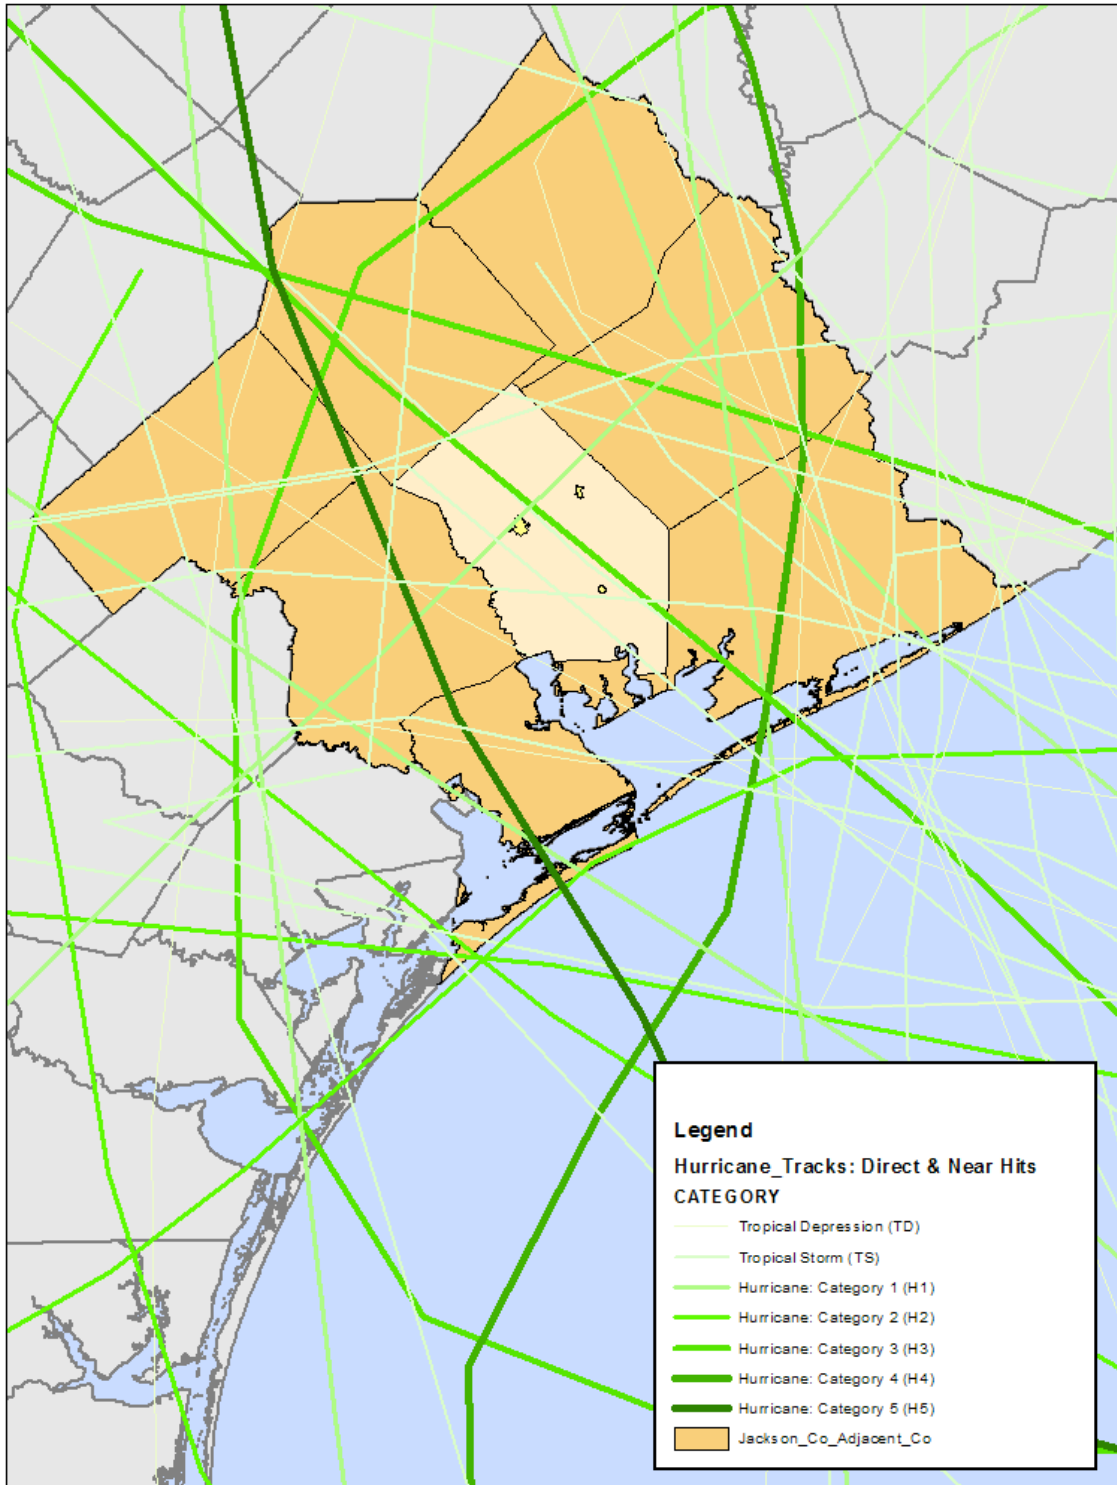 Legend
Hurricane_Tracks: Direct & Near Hits
CATEGORY
Tropical Depression (TD)
Tropical Storm (TS)
Hurricane: Category 1 (H1)
Hurricane: Category 2 (H2)
Hurricane: Category 3 (H3)
Hurricane: Category 4 (H4)
Hurricane: Category 5 (H5)
Jackson_Co_Adjacent_Co